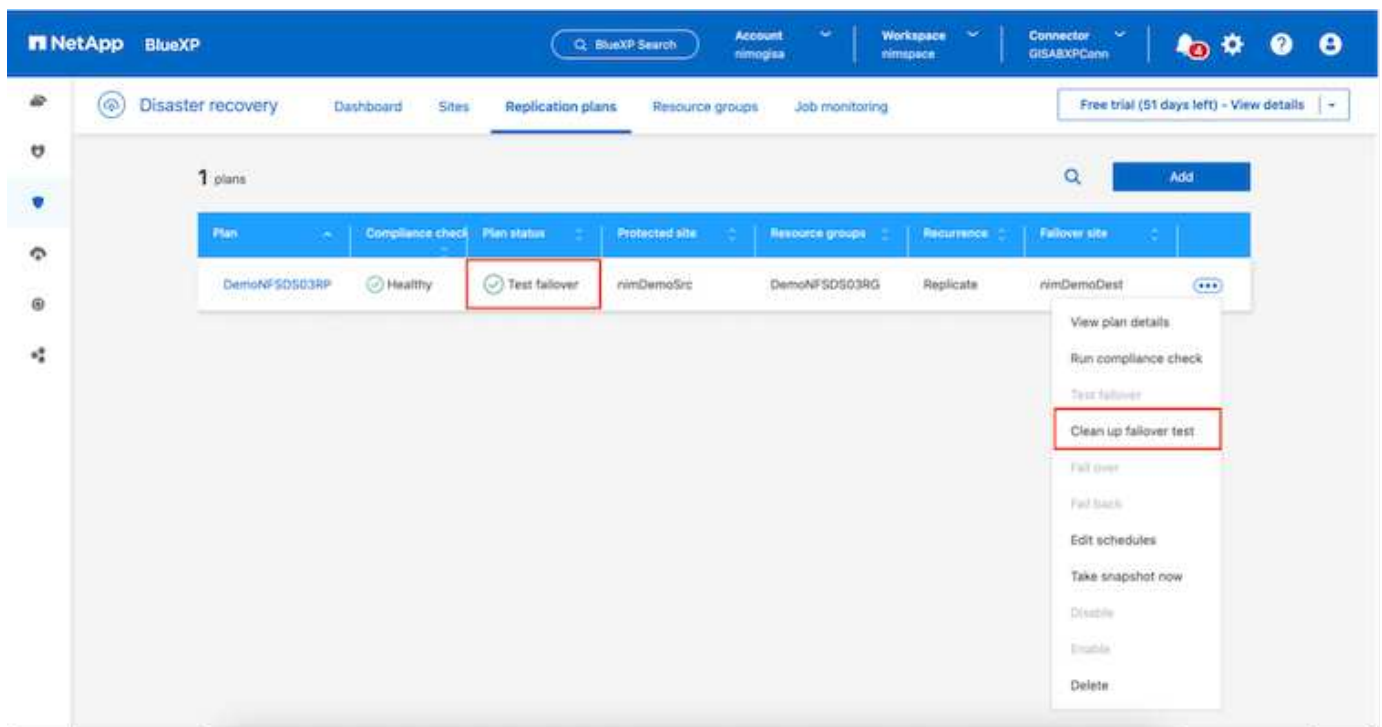 NetApp BlueXP
BlueXP Search
Account
nimogisa
Workspace
nimspace
Connector
GISABXPConn
4
Disaster recovery
Dashboard Sites Replication plans Resource groups Job monitoring
Free trial (51 days left) - View details
1 plans
Add
Plan Compliance check Plan status Protected site Resource groups Recurrence Failover site
DemoNFSDS03RP Healthy Test failover nimDemoSrc DemoNFSDS03RG Replicate nimDemoDest
View plan details
Run compliance check
Test failover
Clean up failover test
Fail over
Fail back
Edit schedules
Take snapshot now
Disable
Enable
Delete